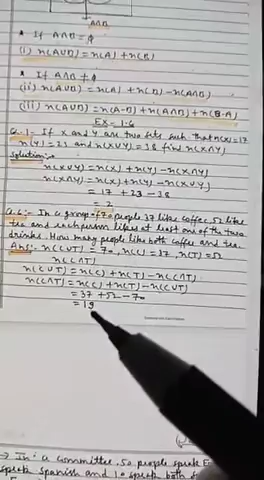 A∩B
* If A∩B = ϕ
(i) n(A∪B) = n(A) + n(B)
* If A∩B ≠ ϕ
(ii) n(A∪B) = n(A) + n(B) - n(A∩B)
(iii) n(A∪B) = n(A-B) + n(A∩B) + n(B-A)
EX - 1.6
Q.1- If X and Y are two sets such that n(X) = 17
n(Y) = 23 and n(X∪Y) = 38 find n(X∩Y)
Solution:-
n(X∪Y) = n(X) + n(Y) - n(X∩Y)
n(X∩Y) = n(X) + n(Y) - n(X∪Y)
= 17 + 23 - 38
= 2
Q.6:- In a group of 70 people 37 like coffee, 52 like
tea and each person likes at least one of the two
drinks. How many people like both coffee and tea.
Ans:- n(C∪T) = 70, n(C) = 37, n(T) = 52
n(C∩T)
n(C∪T) = n(C) + n(T) - n(C∩T)
n(C∩T) = n(C) + n(T) - n(C∪T)
= 37 + 52 - 70
= 19
→ In a committee, 50 people speak
speak Spanish and 10 speak both